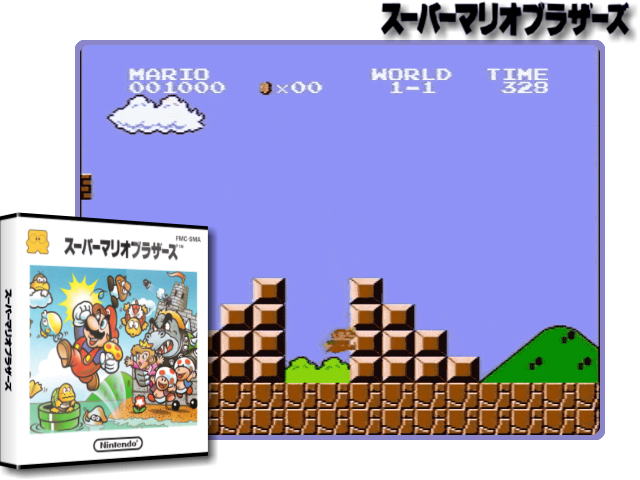 スーパーマリオブラザーズ
MARIO WORLD TIME
001000 ×00 1-1 328
FMC-SMA
スーパーマリオブラザーズ™
スーパーマリオブラザーズ
Nintendo®